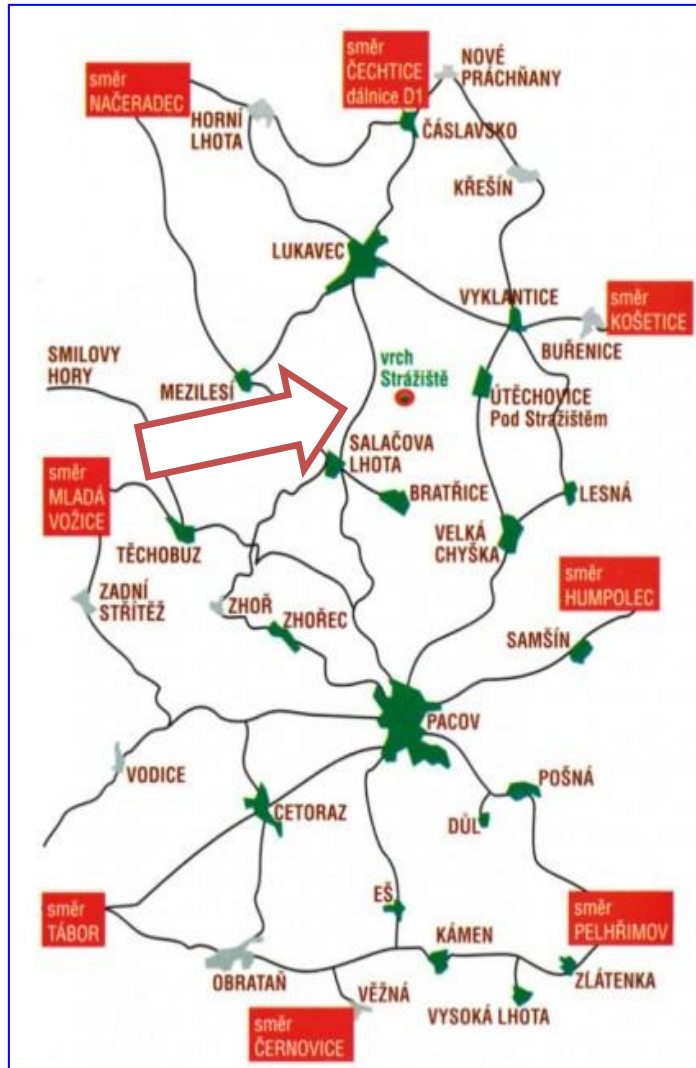 směr
NAČERADEC
směr
ČECHTICE
dálnice D1
NOVÉ
PRÁCHŇANY
HORNÍ
LHOTA
ČÁSLAVSKO
KŘEŠÍN
LUKAVEC
VYKLANTICE
směr
KOŠETICE
BUŘENICE
SMILOVY
HORY
MEZILESÍ
vrch
Strážiště
ÚTĚCHOVICE
Pod Stražištěm
SALAČOVA
LHOTA
BRATŘICE
LESNÁ
směr
MLADÁ
VOŽICE
TĚCHOBUZ
VELKÁ
CHYŠKA
ZADNÍ
STŘÍTĚŽ
ZHOŘ
ZHOŘEC
směr
HUMPOLEC
SAMŠÍN
PACOV
VODICE
CETORAZ
POŠNÁ
DŮL
směr
TÁBOR
EŠ
KÁMEN
směr
PELHŘIMOV
OBRATAŇ
VĚŽNÁ
VYSOKÁ LHOTA
ZLÁTENKA
směr
ČERNOVICE